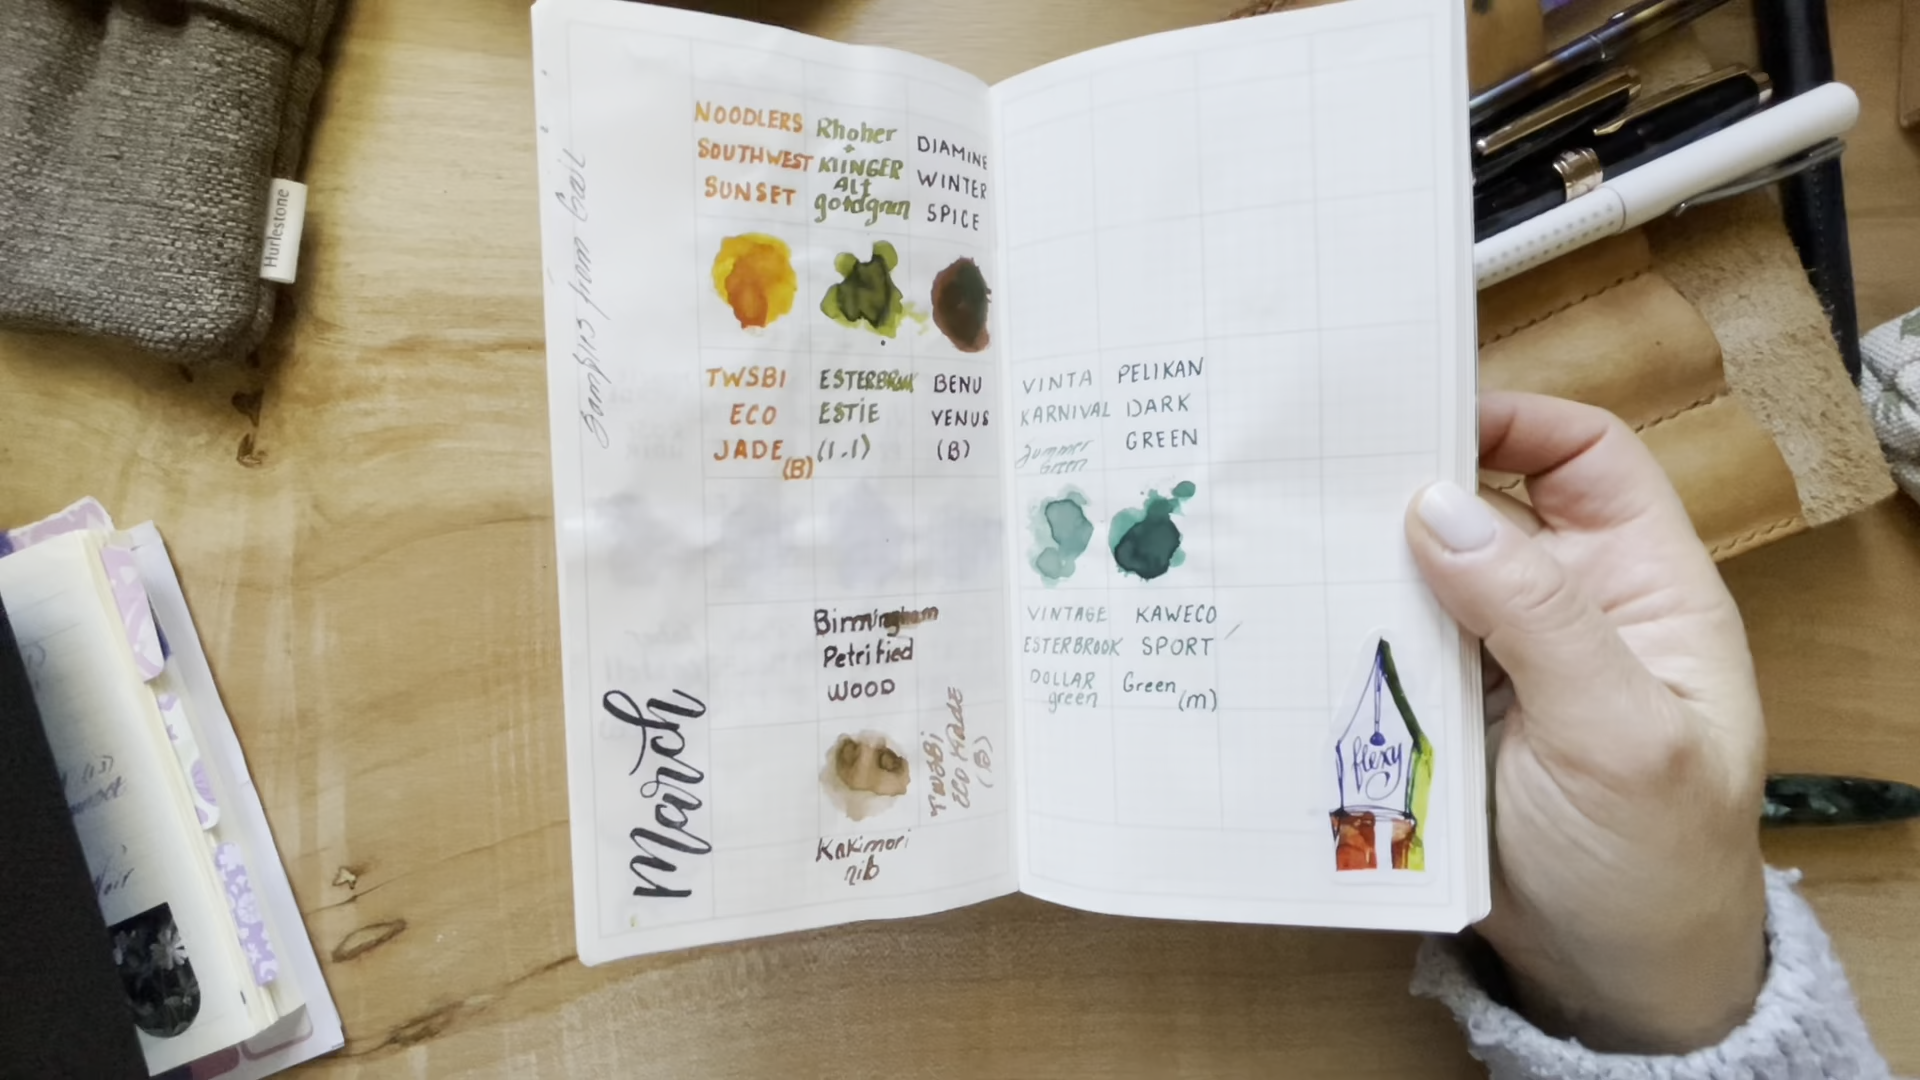 Hurlestone
Samples from Gail
NOODLERS
SOUTHWEST
SUNSET
Rhoher
+
KlINGER
Alt
goldgrun
DIAMINE
WINTER
SPICE
TWSBI
ECO
JADE (B)
ESTERBROOK
ESTIE
(1.1)
BENU
VENUS
(B)
Birmingham
Petrified
WOOD
TWSBI
ECO
(B)
Kakimori
nib
March
VINTA
KARNIVAL
Summer
Green
PELIKAN
DARK
GREEN
VINTAGE
ESTERBROOK
DOLLAR
green
KAWECO
SPORT
Green (m)
flexy
(13)